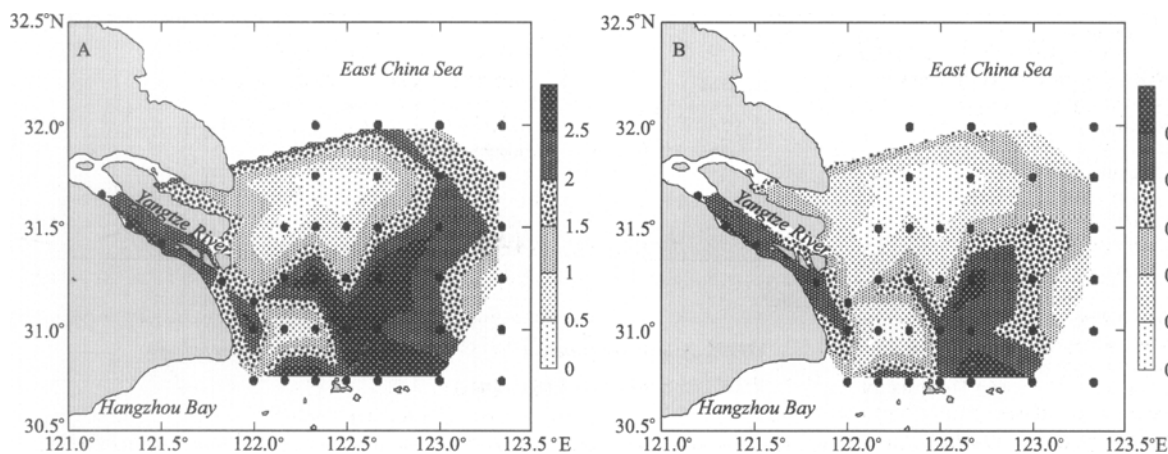 32.5°N
A
East China Sea
32.0°
31.5°
31.0°
30.5°
Yangtze River
Hangzhou Bay
121.0°
121.5°
122.0°
122.5°
123.0°
123.5°
E
2.5
2
1.5
1
0.5
0
32.5°N
B
East China Sea
32.0°
31.5°
31.0°
30.5°
Yangtze River
Hangzhou Bay
121.0°
121.5°
122.0°
122.5°
123.0°
123.5°
E